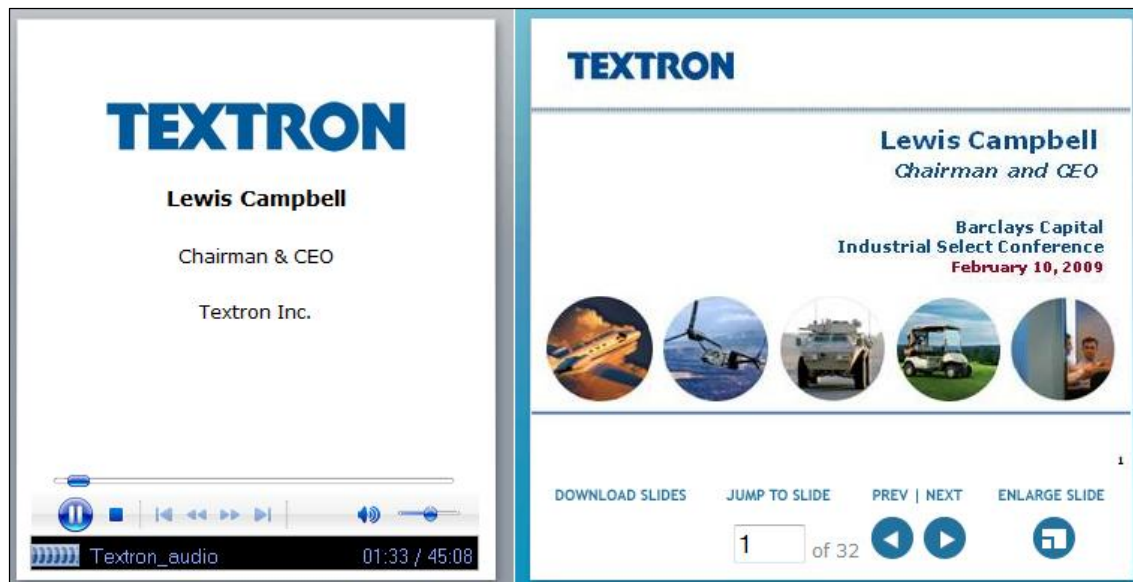 TEXTRON
Lewis Campbell
Chairman & CEO
Textron Inc.
Textron_audio
01:33 / 45:08
TEXTRON
Lewis Campbell
Chairman and CEO
Barclays Capital
Industrial Select Conference
February 10, 2009
1
DOWNLOAD SLIDES JUMP TO SLIDE PREV | NEXT ENLARGE SLIDE
1 of 32